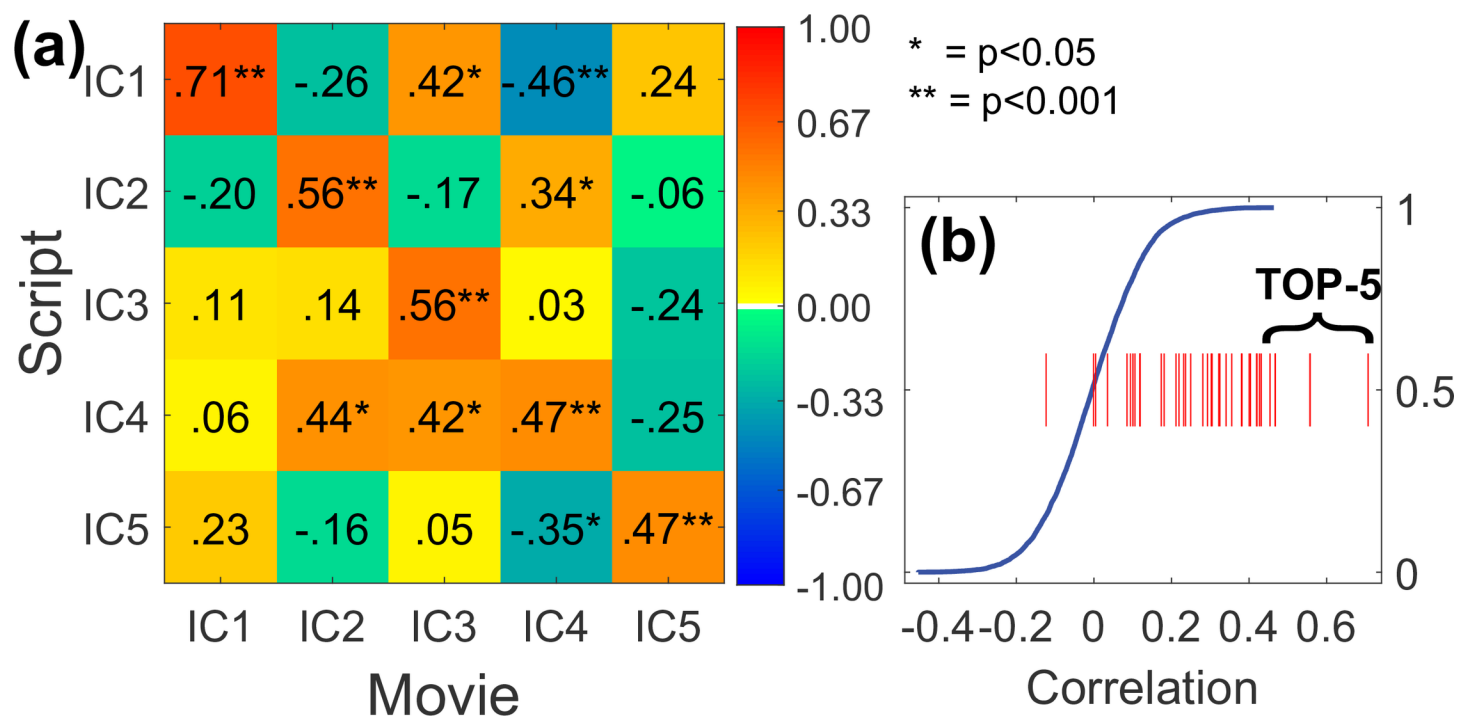 (a)
IC1 .71** -.26 .42* -.46** .24
IC2 -.20 .56** -.17 .34* -.06
IC3 .11 .14 .56** .03 -.24
IC4 .06 .44* .42* .47** -.25
IC5 .23 -.16 .05 -.35* .47**
IC1 IC2 IC3 IC4 IC5
Script
Movie
1.00
0.67
0.33
0.00
-0.33
-0.67
-1.00
* = p<0.05
** = p<0.001
(b)
TOP-5
1
0.5
0
-0.4 -0.2 0 0.2 0.4 0.6
Correlation